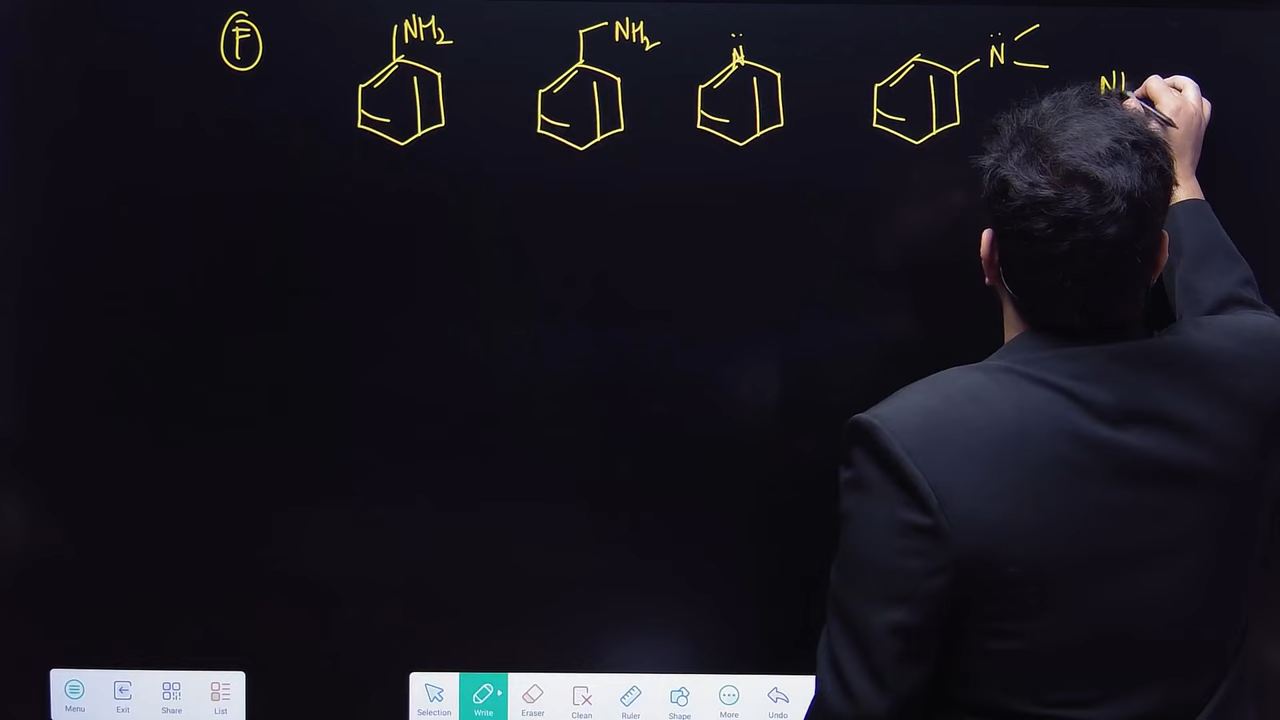 F NH2 NH2 N N
Menu Exit Share List Selection Write Eraser Clean Ruler Shape More Undo